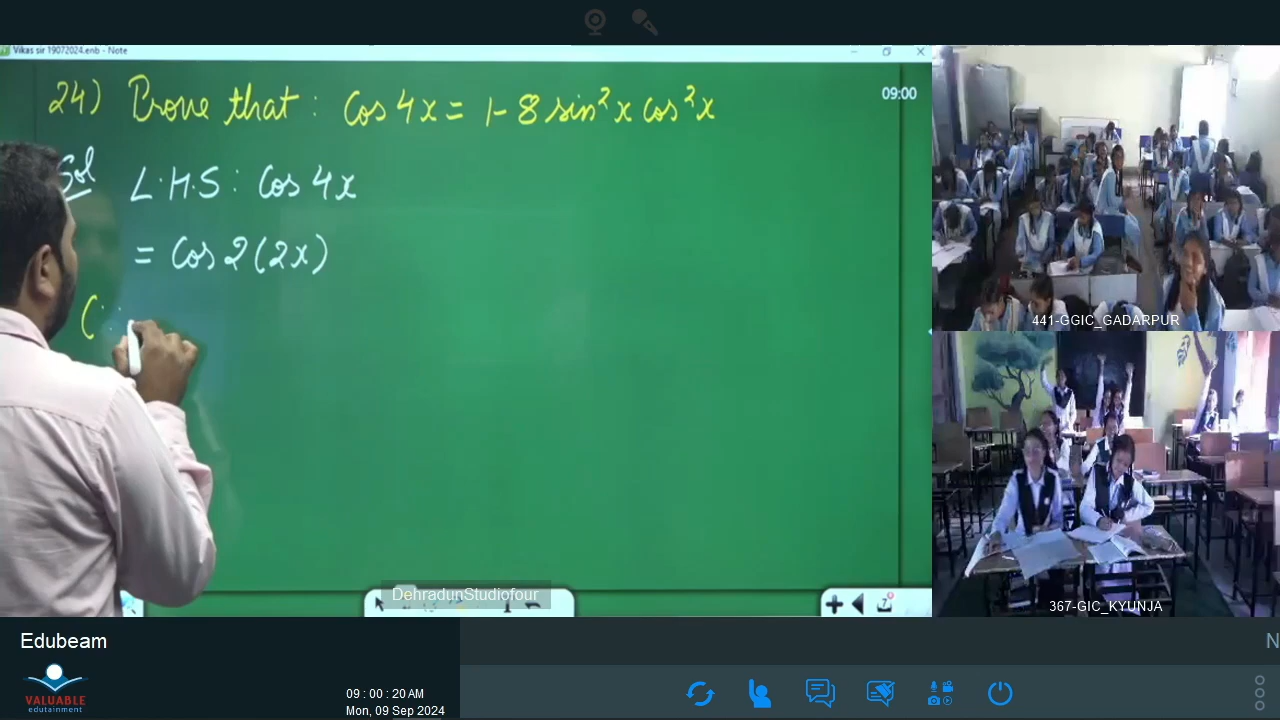 Vikas sir 19072024.enb - Note
24) Prove that : Cos 4x = 1 - 8 sin²x cos²x
09:00
Sol L.H.S : Cos 4x
= Cos 2(2x)
(∵
441-GGIC_GADARPUR
367-GIC_KYUNJA
DehradunStudiofour
Edubeam
N
VALUABLE
edutainment
09 : 00 : 20 AM
Mon, 09 Sep 2024